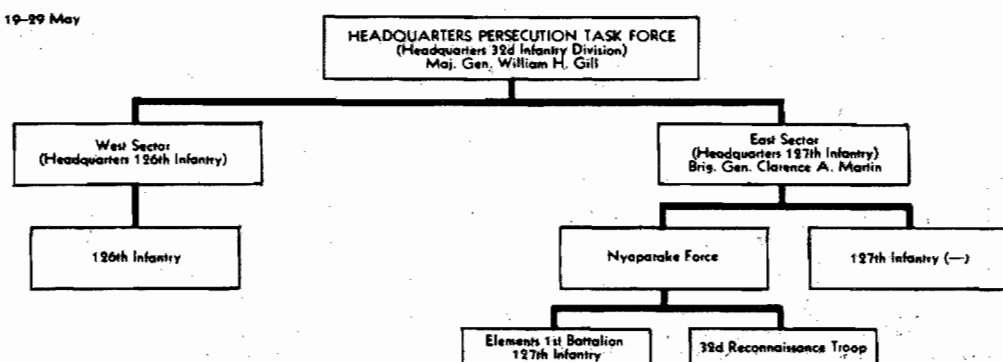 19-29 May
HEADQUARTERS PERSECUTION TASK FORCE
(Headquarters 32d Infantry Division)
Maj. Gen. William H. Gill
West Sector
(Headquarters 126th Infantry)
East Sector
(Headquarters 127th Infantry)
Brig. Gen. Clarence A. Martin
126th Infantry
Nyaparake Force
127th Infantry (—)
Elements 1st Battalion
127th Infantry
32d Reconnaissance Troop